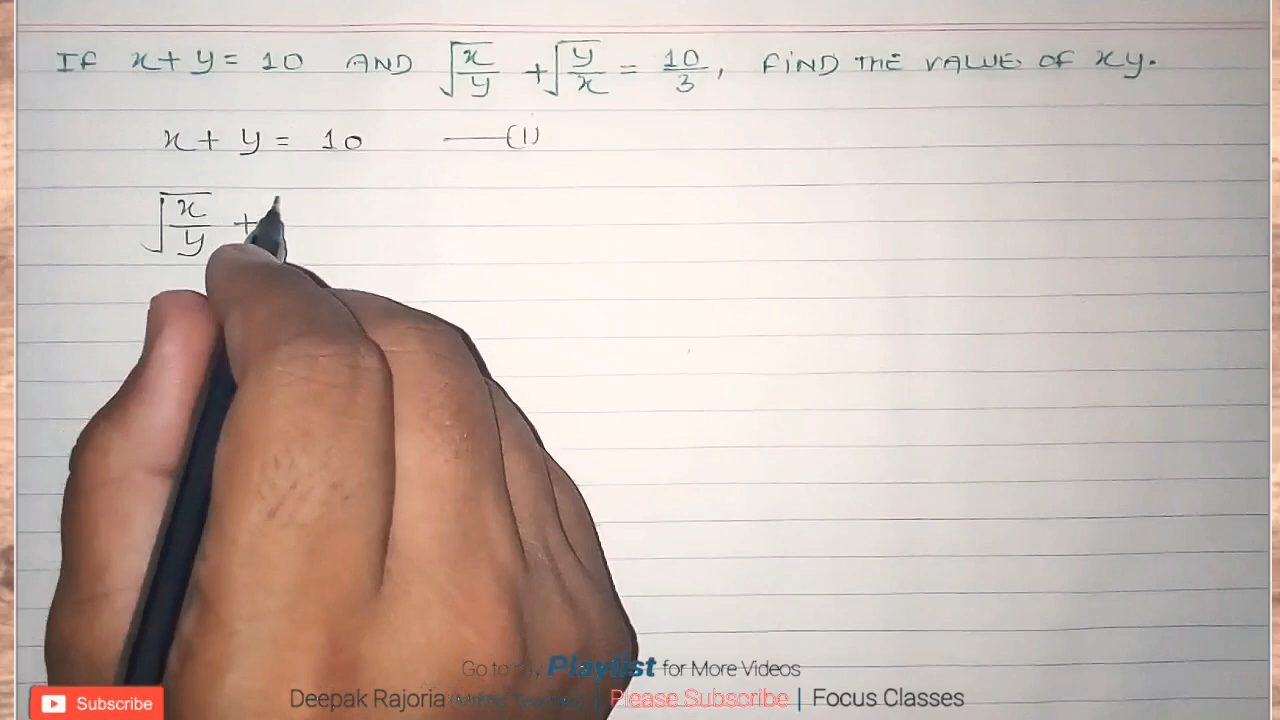 IF x + y = 10 AND √x/y + √y/x = 10/3, FIND THE VALUE OF xy.
x + y = 10 —(1)
√x/y +
Go to Playlist for More Videos
Subscribe
Deepak Rajoria | Please Subscribe | Focus Classes